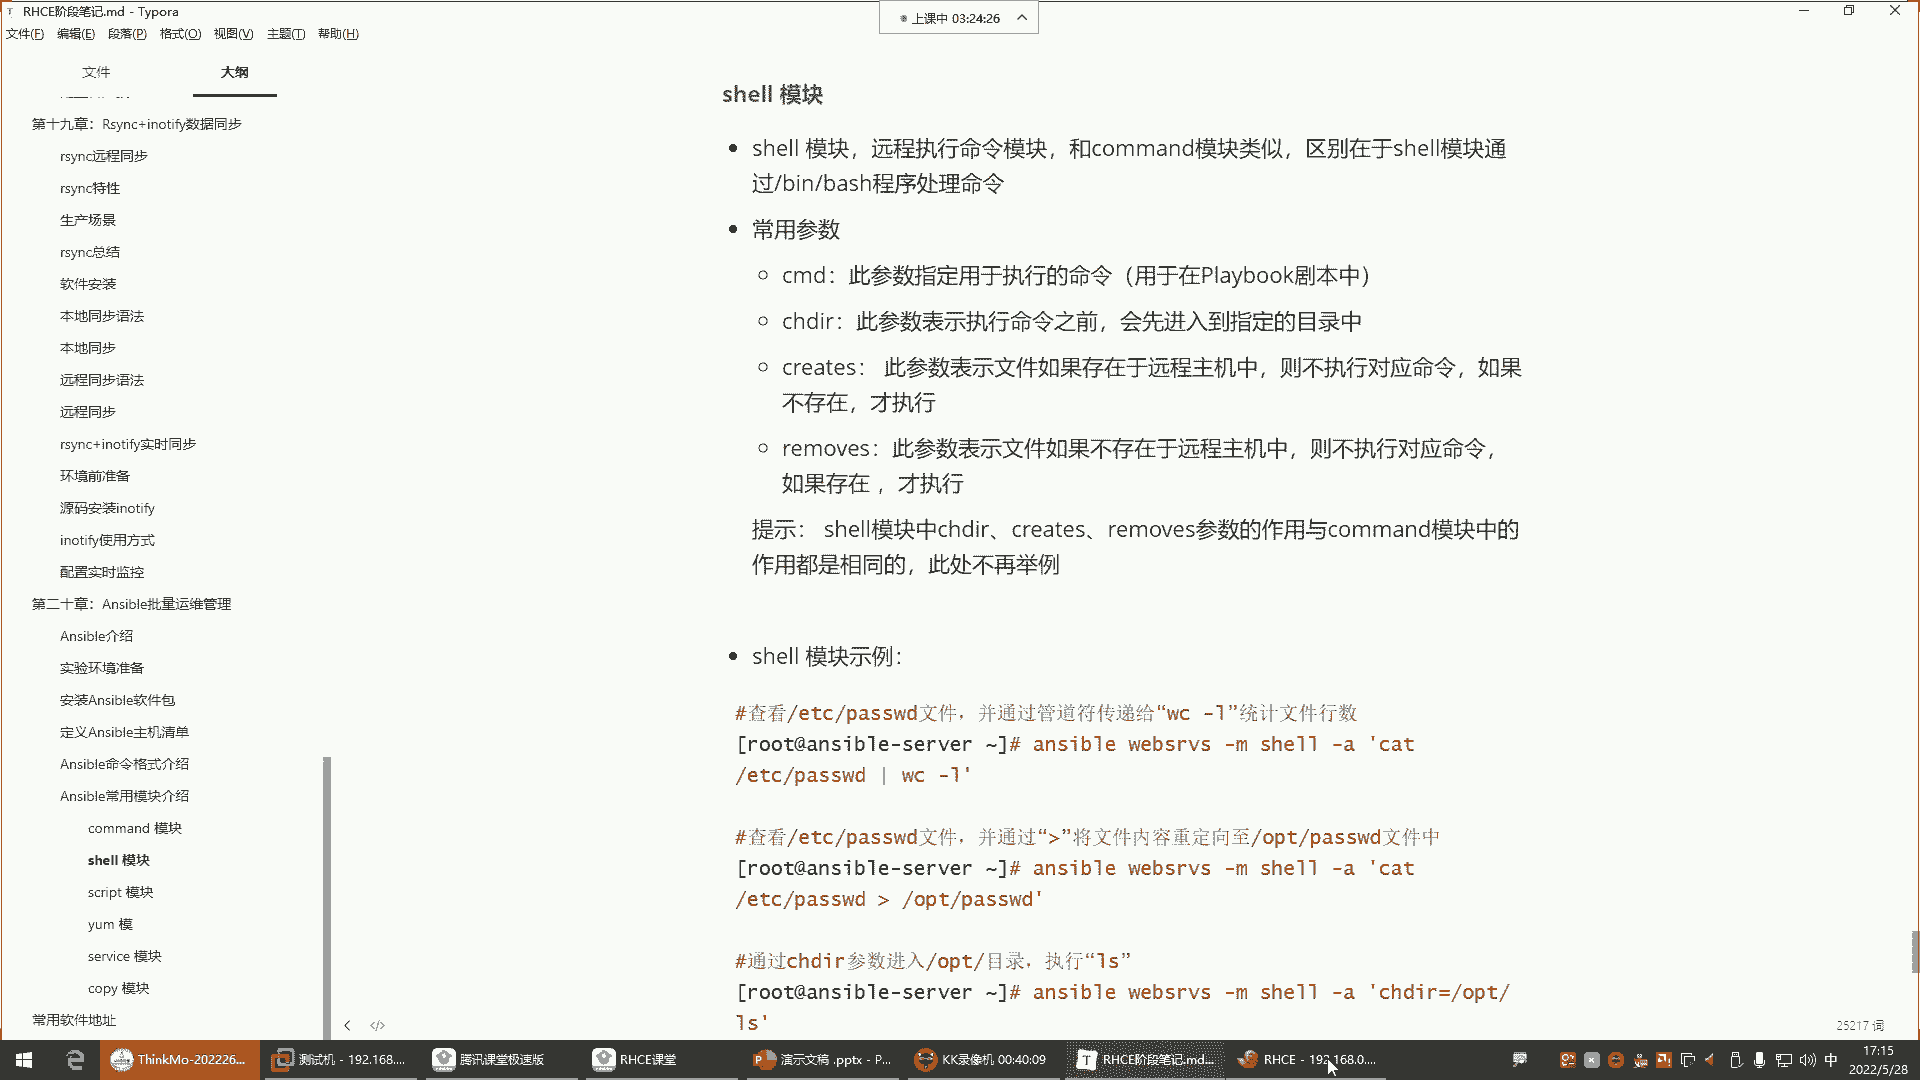 RHCE阶段笔记.md - Typora
上课中 03:24:26
文件(F) 编辑(E) 段落(P) 格式(O) 视图(V) 主题(T) 帮助(H)
文件 大纲
第十九章：Rsync+inotify数据同步
rsync远程同步
rsync特性
生产场景
rsync总结
软件安装
本地同步语法
本地同步
远程同步语法
远程同步
rsync+inotify实时同步
环境前准备
源码安装inotify
inotify使用方式
配置实时监控
第二十章：Ansible批量运维管理
Ansible介绍
实验环境准备
安装Ansible软件包
定义Ansible主机清单
Ansible命令格式介绍
Ansible常用模块介绍
command 模块
shell 模块
script 模块
yum 模
service 模块
copy 模块
常用软件地址
shell 模块
shell 模块，远程执行命令模块，和command模块类似，区别在于shell模块通
过/bin/bash程序处理命令
常用参数
cmd：此参数指定用于执行的命令（用于在Playbook剧本中）
chdir：此参数表示执行命令之前，会先进入到指定的目录中
creates： 此参数表示文件如果存在于远程主机中，则不执行对应命令，如果
不存在，才执行
removes：此参数表示文件如果不存在于远程主机中，则不执行对应命令，
如果存在 ，才执行
提示： shell模块中chdir、creates、removes参数的作用与command模块中的
作用都是相同的，此处不再举例
shell 模块示例：
#查看/etc/passwd文件，并通过管道符传递给“wc -l”统计文件行数
[root@ansible-server ~]# ansible websrvs -m shell -a 'cat
/etc/passwd | wc -l'
#查看/etc/passwd文件，并通过“>”将文件内容重定向至/opt/passwd文件中
[root@ansible-server ~]# ansible websrvs -m shell -a 'cat
/etc/passwd > /opt/passwd'
#通过chdir参数进入/opt/目录，执行“ls”
[root@ansible-server ~]# ansible websrvs -m shell -a 'chdir=/opt/
ls'
25217 词
ThinkMo-202226... 测试机 - 192.168.... 腾讯课堂极速版 RHCE课堂 演示文稿 .pptx - P... KK录像机 00:40:09 RHCE阶段笔记.md... RHCE - 192.168.0.... 中 17:15
2022/5/28